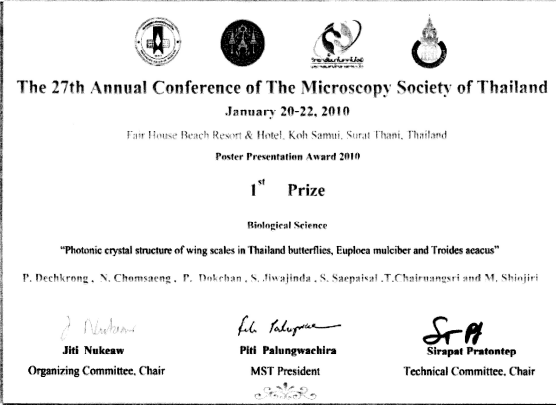 The 27th Annual Conference of The Microscopy Society of Thailand
January 20-22, 2010
Fair House Beach Resort & Hotel, Koh Samui, Surat Thani, Thailand
Poster Presentation Award 2010
1st Prize
Biological Science
"Photonic crystal structure of wing scales in Thailand butterflies, Euploea mulciber and Troides aeacus"
P. Dechkrong , N. Chomsaeng , P. Dokchan , S. Jiwajinda , S. Saepaisal ,T.Chairuangsri and M. Shiojiri
Jiti Nukeaw
Piti Palungwachira
Sirapat Pratontep
Organizing Committee, Chair
MST President
Technical Committee, Chair